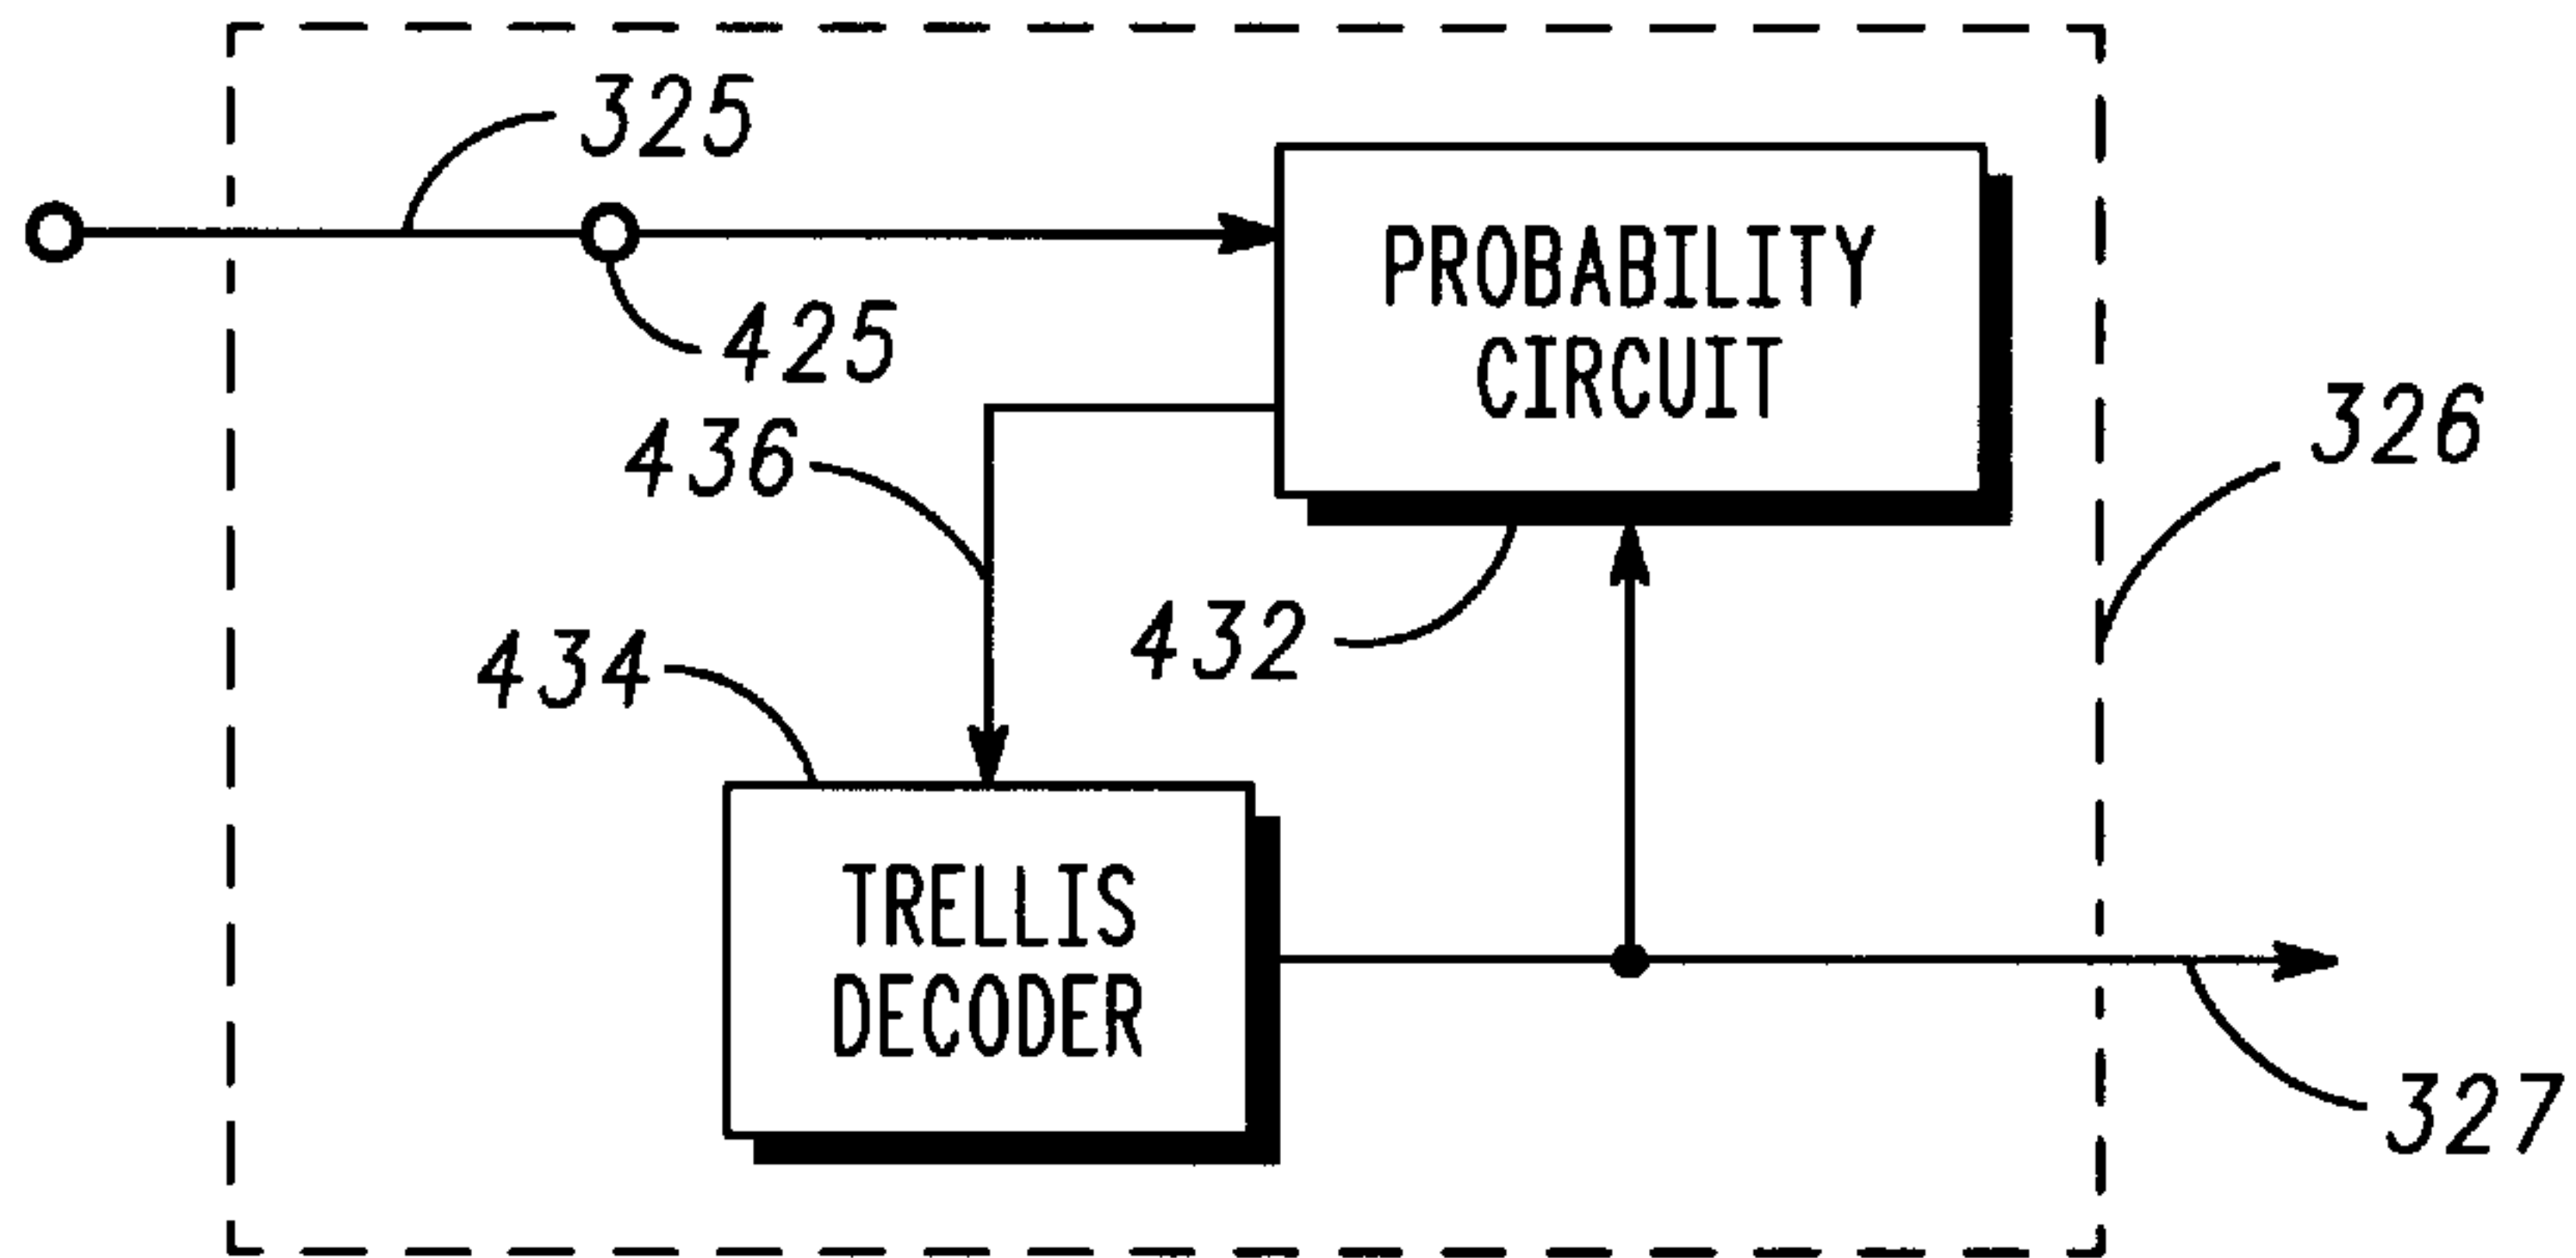 325
PROBABILITY
CIRCUIT
425
326
436
432
434
TRELLIS
DECODER
327